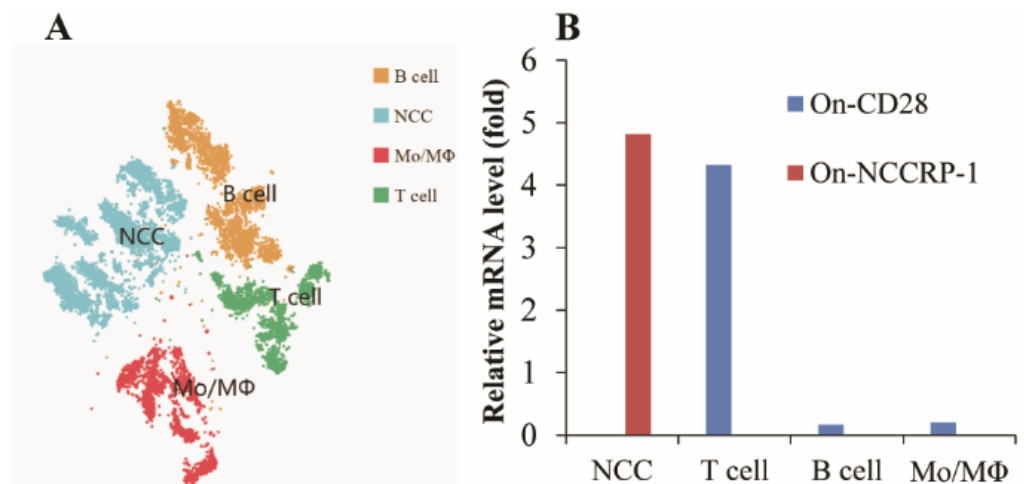 A
B cell
NCC
Mo/MΦ
T cell
B cell
NCC
T cell
Mo/MΦ
B
Relative mRNA level (fold)
6
5
4
3
2
1
0
On-CD28
On-NCCRP-1
NCC
T cell
B cell
Mo/MΦ